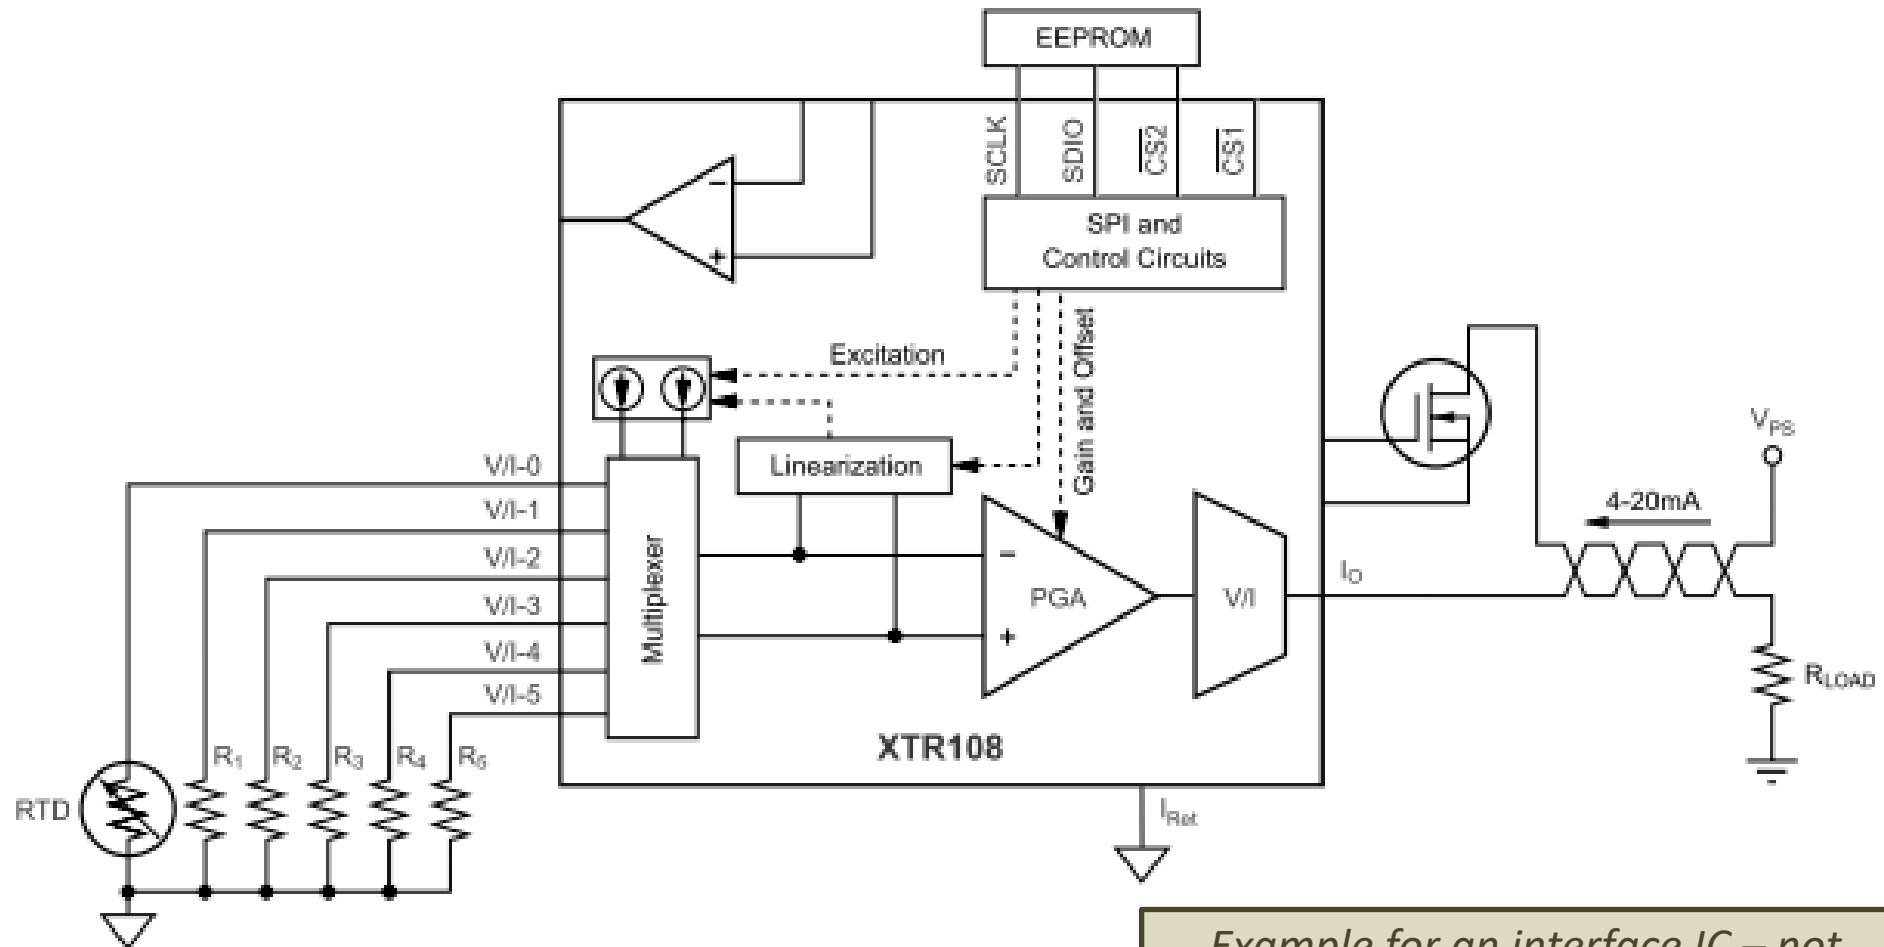 EEPROM
SCLK
SDIO
CS2
CS1
SPI and
Control Circuits
Excitation
Gain and Offset
Linearization
V/I-0
V/I-1
V/I-2
V/I-3
V/I-4
V/I-5
Multiplexer
−
PGA
+
V/I
−
+
XTR108
RTD
R1
R2
R3
R4
R5
IRet
IO
4-20mA
VPS
RLOAD
Example for an interface IC – not